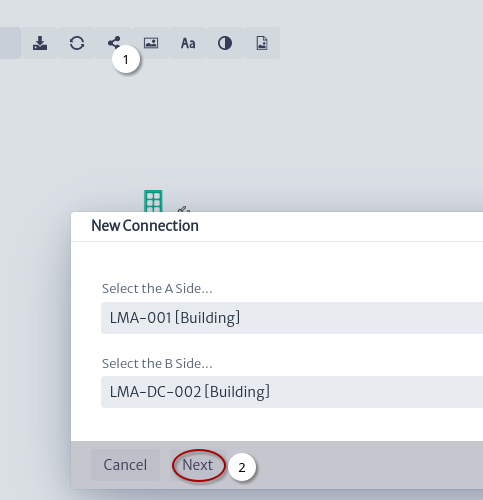 Aa
1
New Connection
Select the A Side...
LMA-001 [Building]
Select the B Side...
LMA-DC-002 [Building]
Cancel Next 2